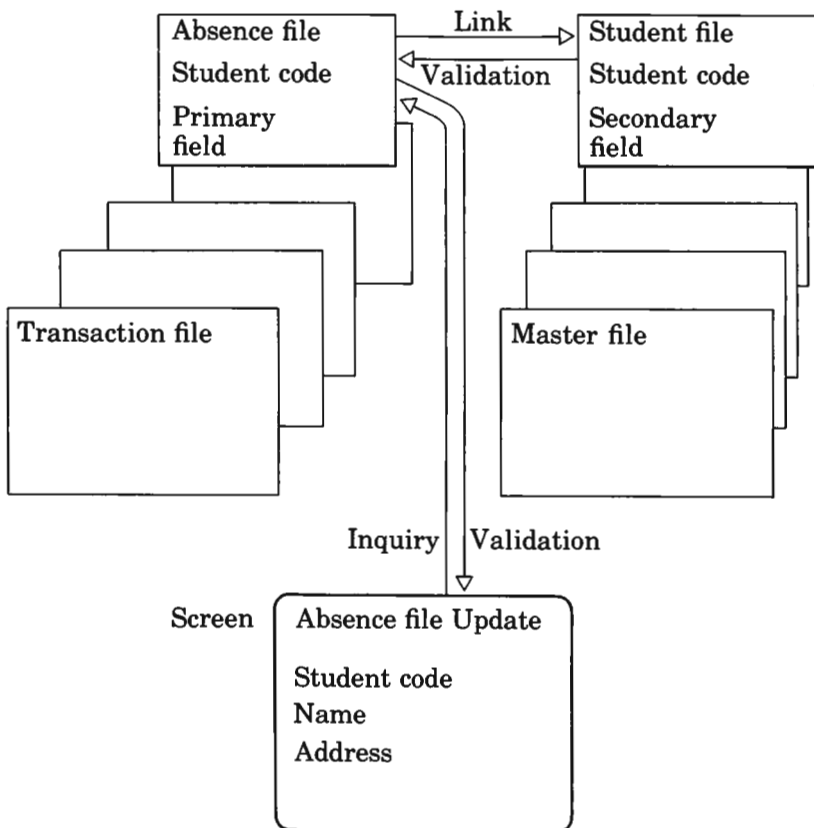 Absence file
Student code
Primary
field
Link
Validation
Student file
Student code
Secondary
field
Transaction file
Master file
Inquiry
Validation
Screen
Absence file Update
Student code
Name
Address